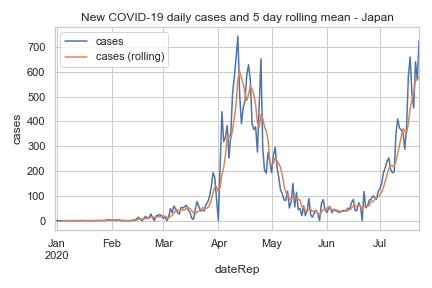 New COVID-19 daily cases and 5 day rolling mean - Japan
cases
cases (rolling)
700
600
500
400
300
200
100
0
cases
Jan
2020
Feb
Mar
Apr
May
Jun
Jul
dateRep